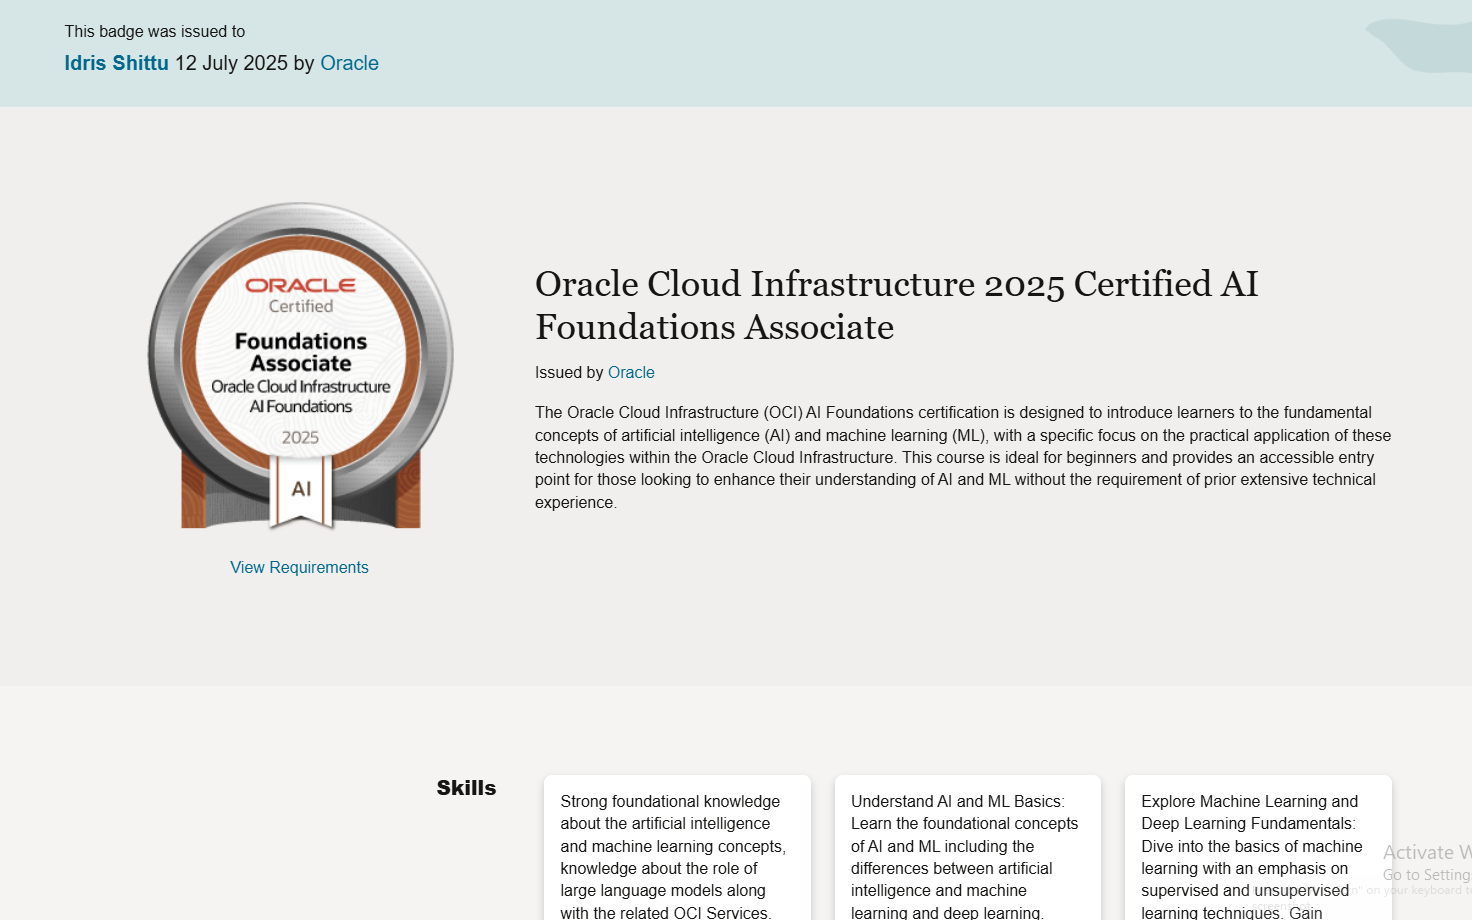 This badge was issued to
Idris Shittu 12 July 2025 by Oracle
ORACLE
Certified
Foundations
Associate
Oracle Cloud Infrastructure
AI Foundations
2025
AI
View Requirements
Oracle Cloud Infrastructure 2025 Certified AI
Foundations Associate
Issued by Oracle
The Oracle Cloud Infrastructure (OCI) AI Foundations certification is designed to introduce learners to the fundamental
concepts of artificial intelligence (AI) and machine learning (ML), with a specific focus on the practical application of these
technologies within the Oracle Cloud Infrastructure. This course is ideal for beginners and provides an accessible entry
point for those looking to enhance their understanding of AI and ML without the requirement of prior extensive technical
experience.
Skills
Strong foundational knowledge
about the artificial intelligence
and machine learning concepts,
knowledge about the role of
large language models along
with the related OCI Services.
Understand AI and ML Basics:
Learn the foundational concepts
of AI and ML including the
differences between artificial
intelligence and machine
learning and deep learning.
Explore Machine Learning and
Deep Learning Fundamentals:
Dive into the basics of machine
learning with an emphasis on
supervised and unsupervised
learning techniques. Gain
Activate W
Go to Setting
on your keyboard t
screenshot